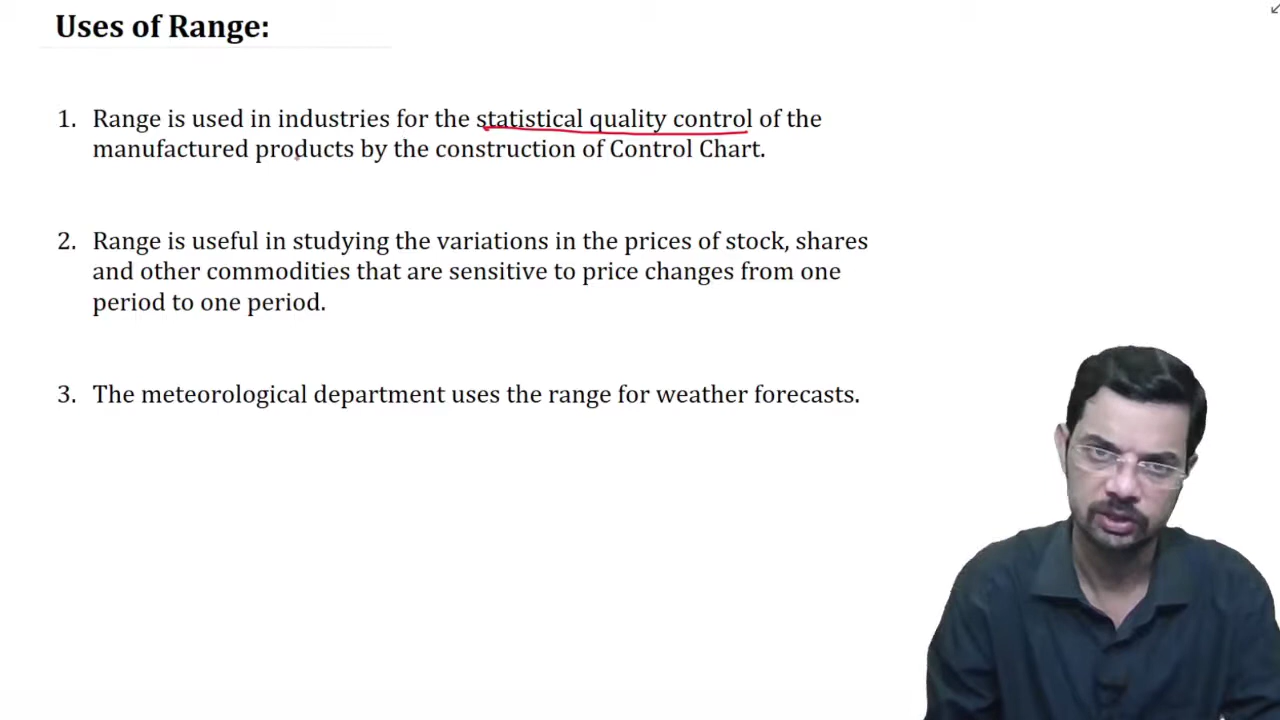 Uses of Range:
1. Range is used in industries for the statistical quality control of the
manufactured products by the construction of Control Chart.
2. Range is useful in studying the variations in the prices of stock, shares
and other commodities that are sensitive to price changes from one
period to one period.
3. The meteorological department uses the range for weather forecasts.